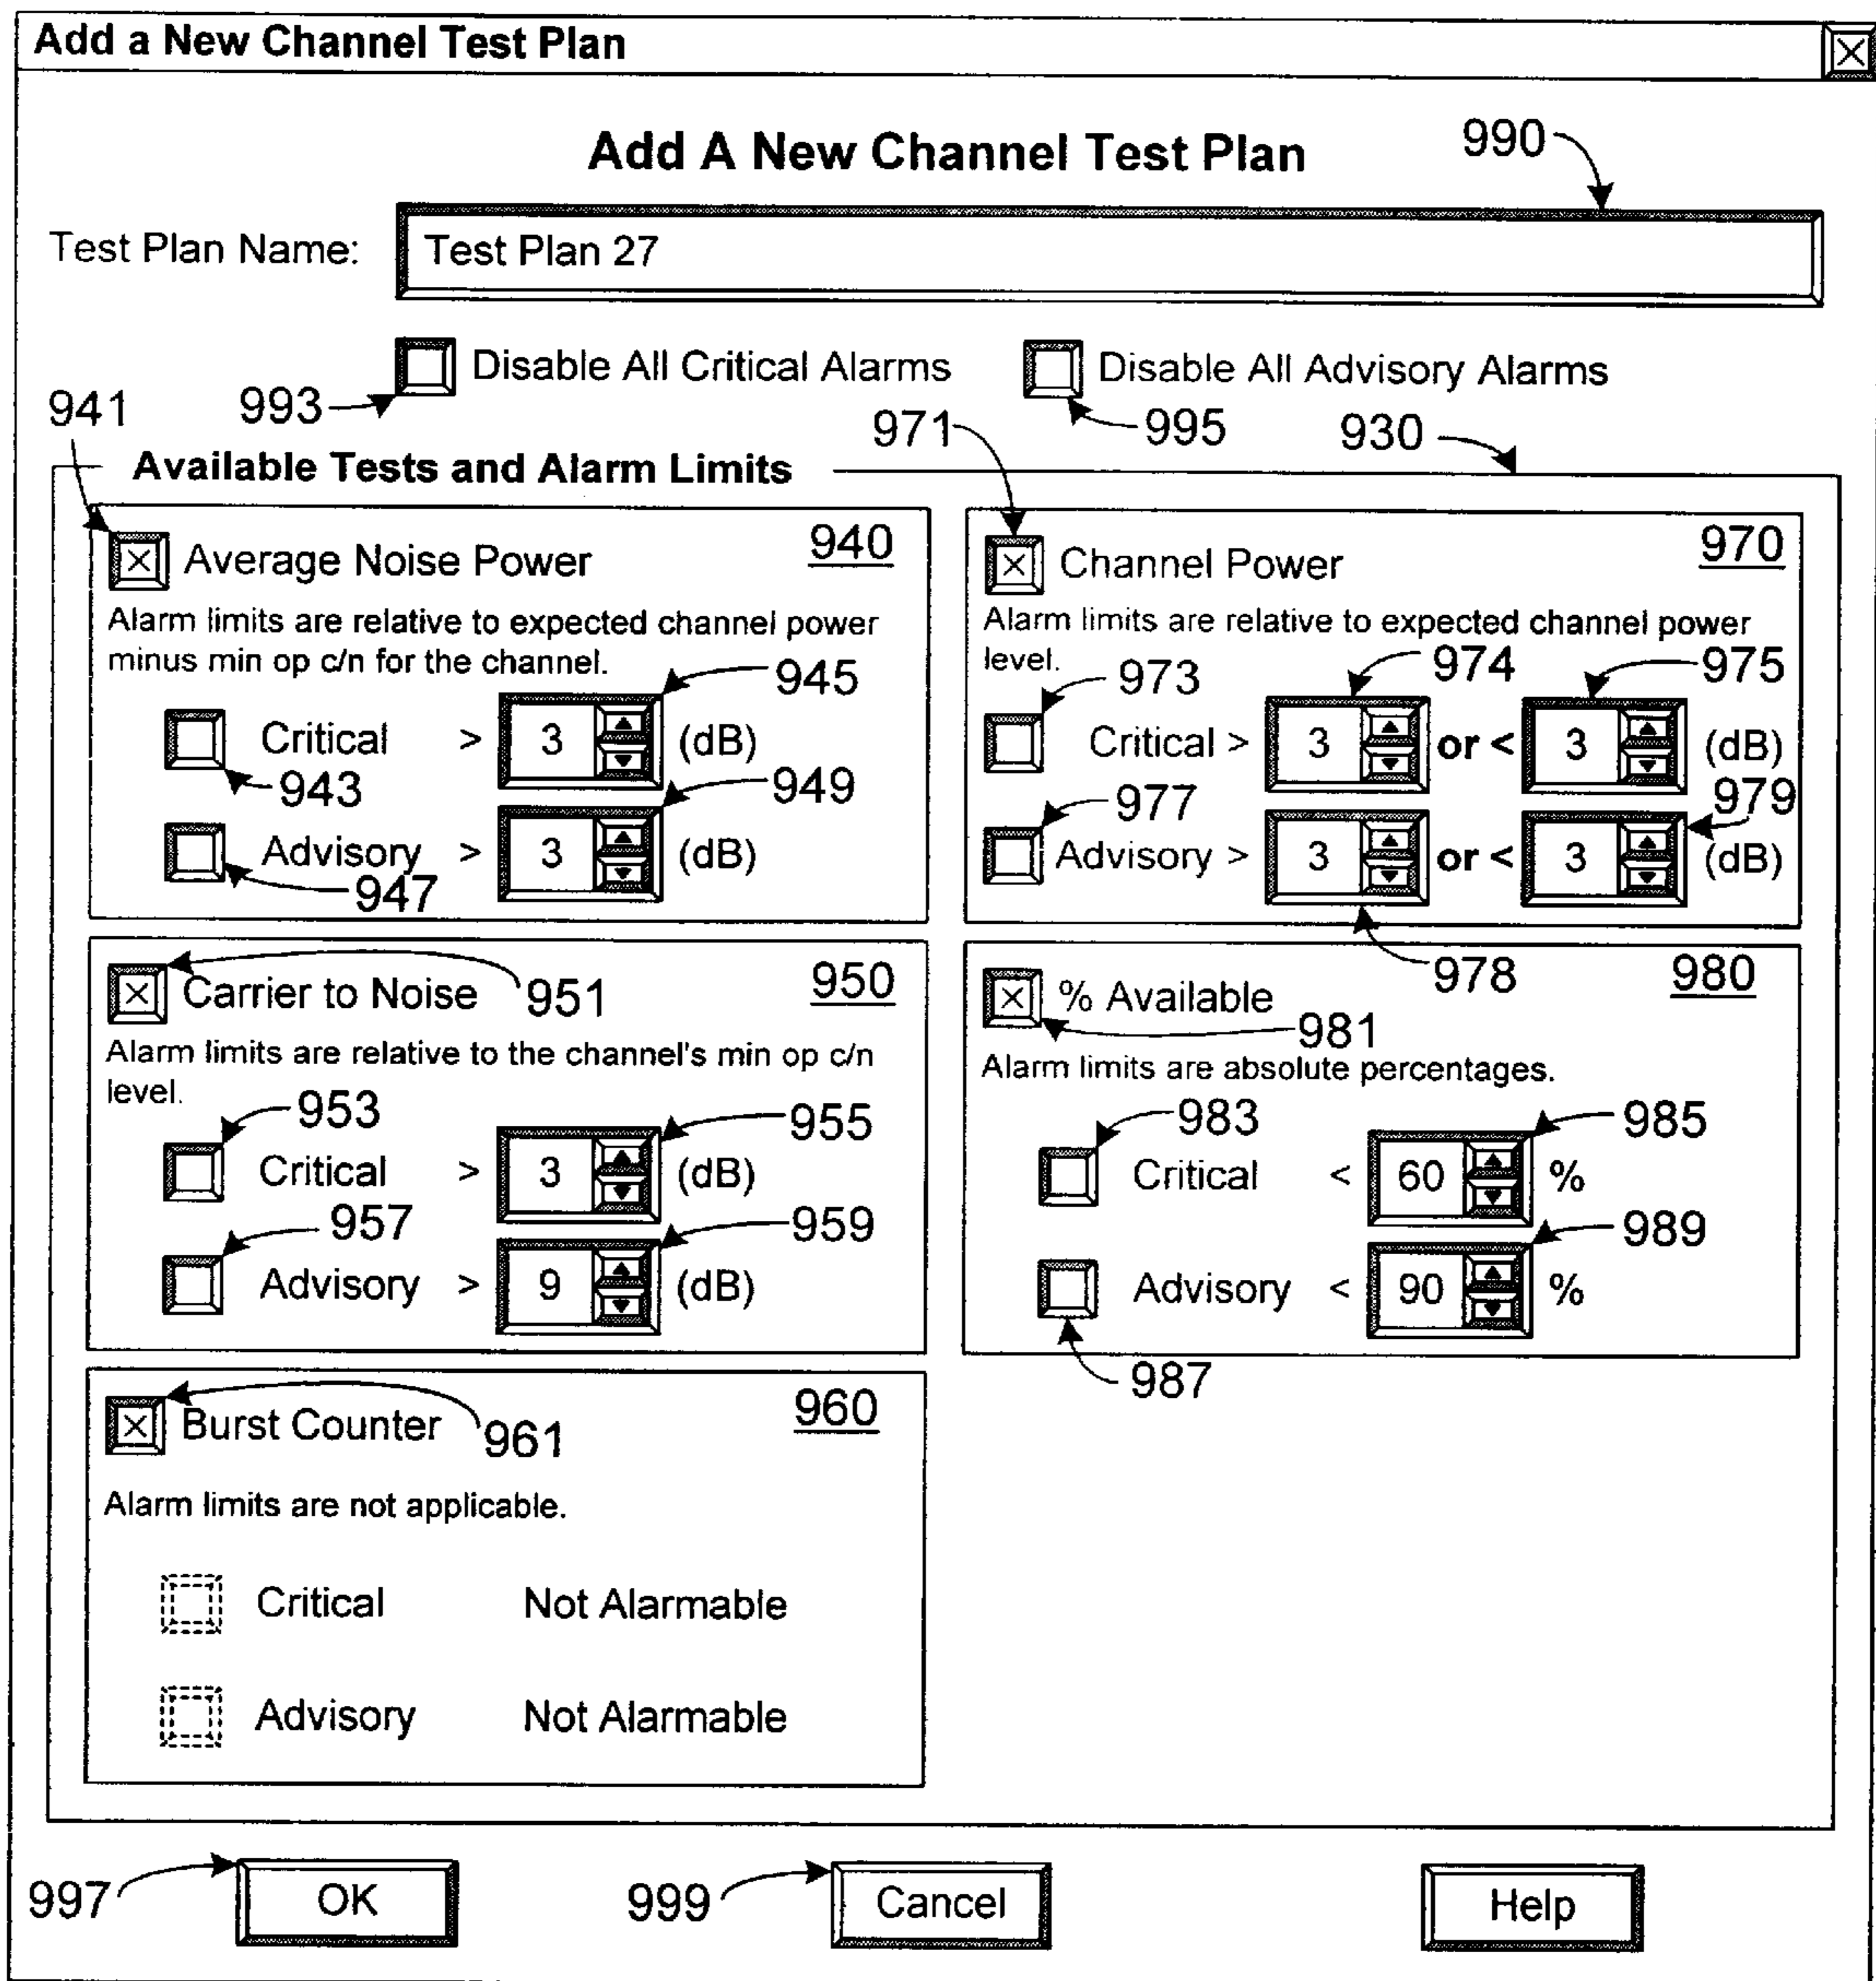 Add a New Channel Test Plan
Add A New Channel Test Plan
990
Test Plan Name:
Test Plan 27
Disable All Critical Alarms
Disable All Advisory Alarms
993
995
941
971
930
Available Tests and Alarm Limits
Average Noise Power
940
Alarm limits are relative to expected channel power
minus min op c/n for the channel.
945
Critical > 3 (dB)
943
949
Advisory > 3 (dB)
947
Channel Power
970
Alarm limits are relative to expected channel power
level.
973
974
975
Critical > 3 or < 3 (dB)
977
979
Advisory > 3 or < 3 (dB)
978
Carrier to Noise
951
950
Alarm limits are relative to the channel's min op c/n
level.
953
955
Critical > 3 (dB)
957
959
Advisory > 9 (dB)
% Available
980
981
Alarm limits are absolute percentages.
983
985
Critical < 60 %
989
Advisory < 90 %
987
Burst Counter
961
960
Alarm limits are not applicable.
Critical Not Alarmable
Advisory Not Alarmable
997
OK
999
Cancel
Help